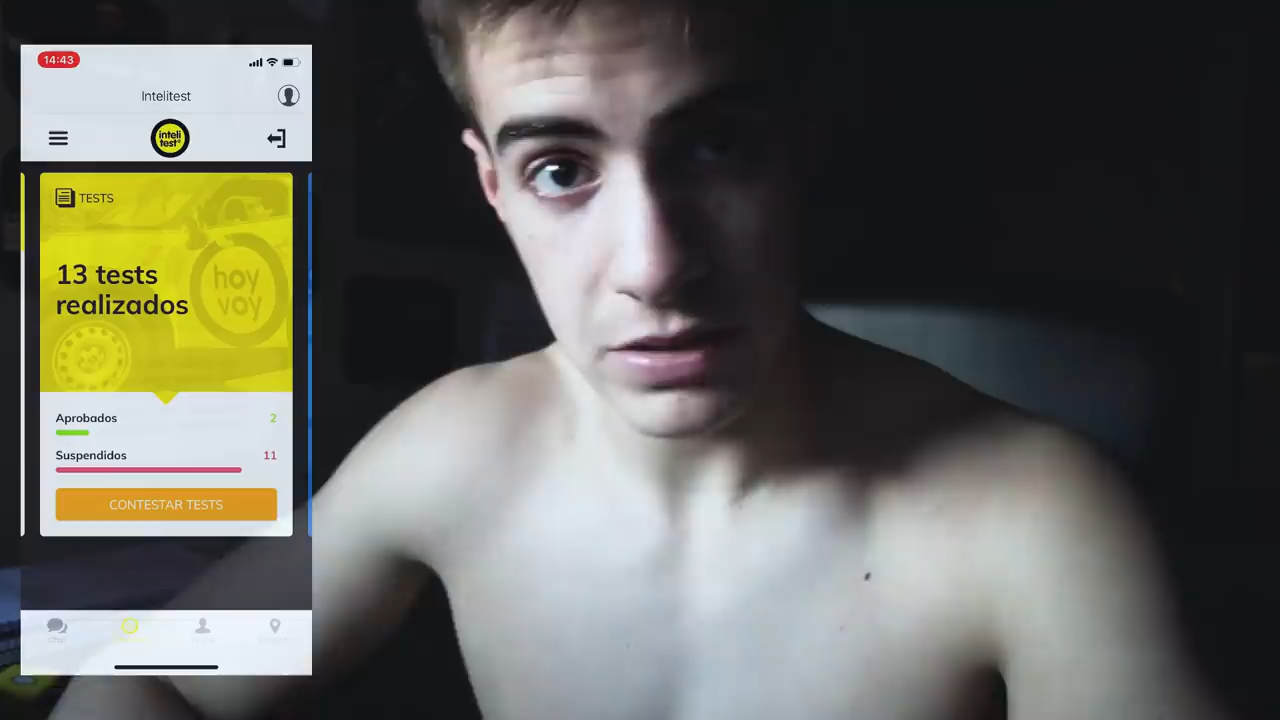 14:43
Intelitest
inteli
test
TESTS
13 tests
realizados
hoy
voy
Aprobados 2
Suspendidos 11
CONTESTAR TESTS